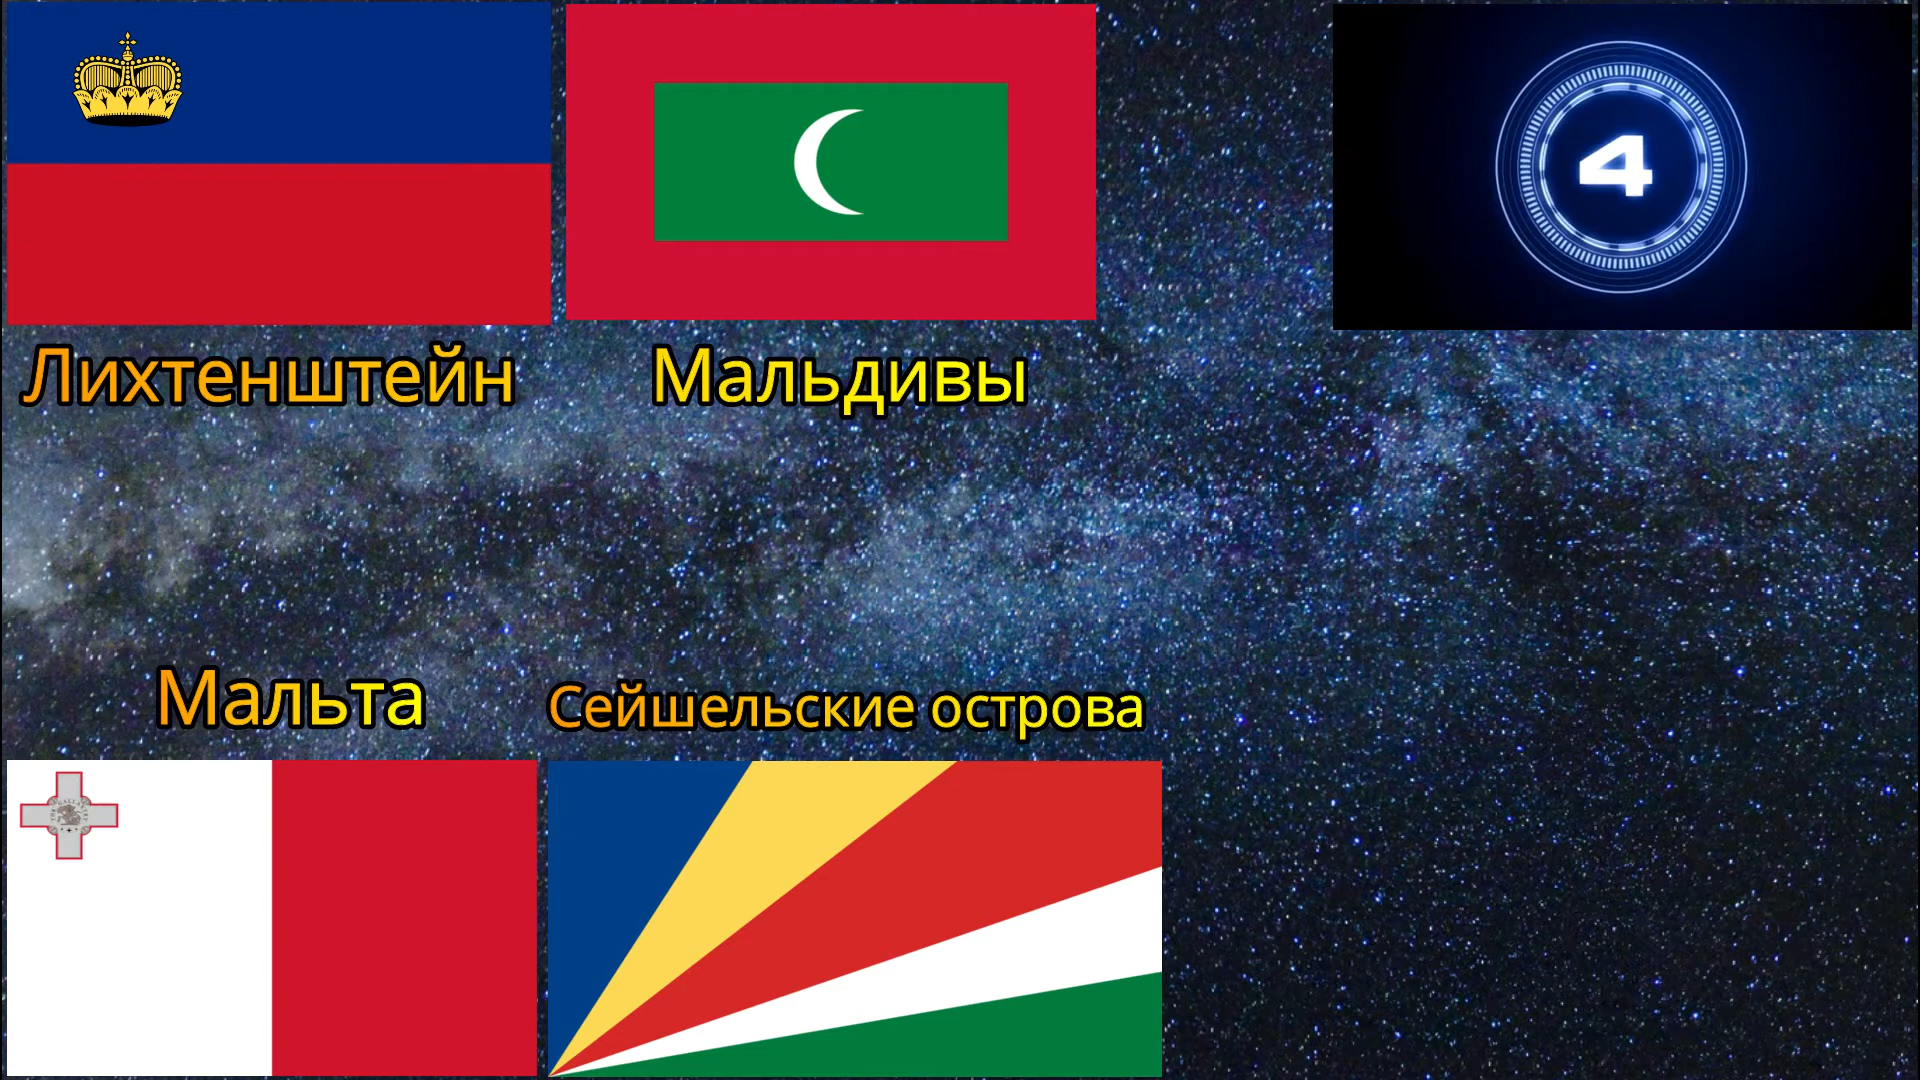 4
Лихтенштейн
Мальдивы
Мальта
Сейшельские острова